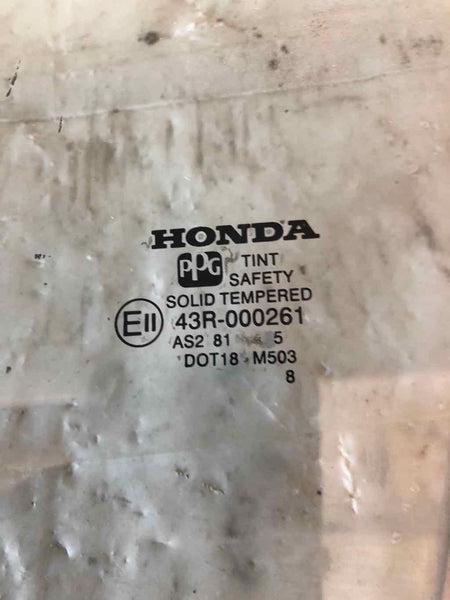 HONDA
PPG TINT
SAFETY
SOLID TEMPERED
E11 43R-000261
AS2 81 5
DOT18 M503
8